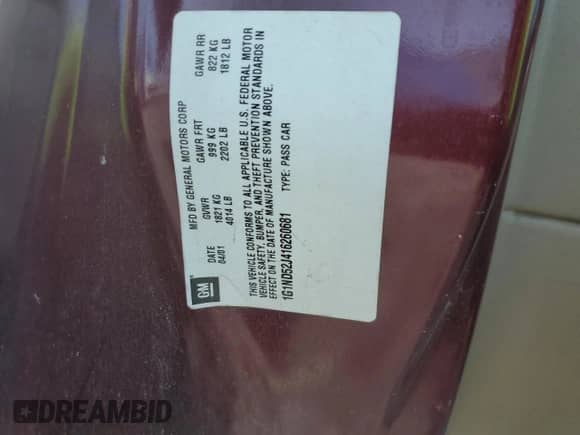 MFD BY GENERAL MOTORS CORP
DATE GVWR GAWR FRT GAWR RR
04/01 1821 KG 999 KG 822 KG
4014 LB 2202 LB 1812 LB
THIS VEHICLE CONFORMS TO ALL APPLICABLE U.S. FEDERAL MOTOR
VEHICLE SAFETY, BUMPER, AND THEFT PREVENTION STANDARDS IN
EFFECT ON THE DATE OF MANUFACTURE SHOWN ABOVE.
1G1ND52J416260681 TYPE: PASS CAR
GM
DREAMBID